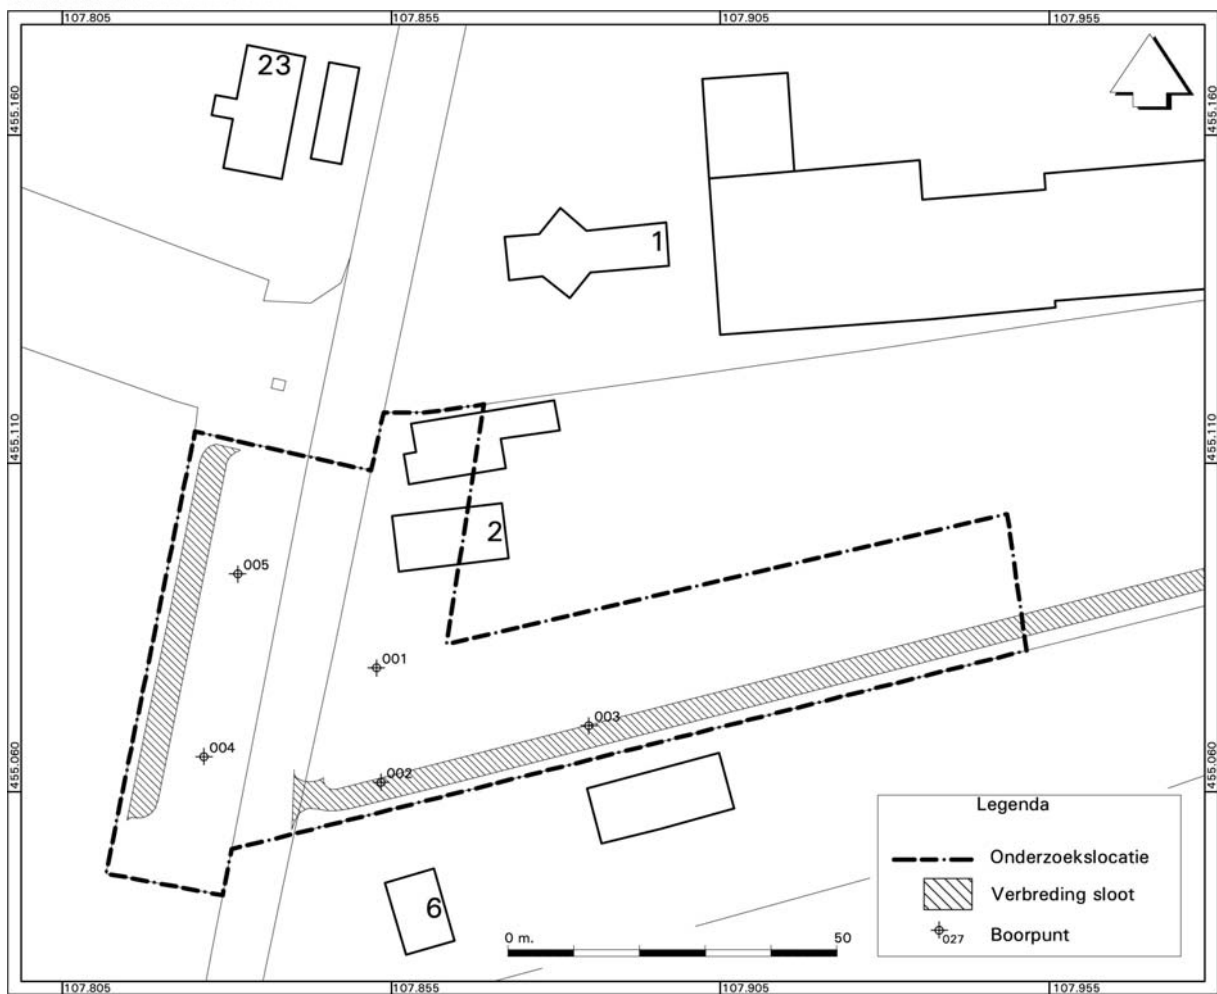 107.805 107.855 107.905 107.955
455.160 455.160
23
1
455.110 455.110
2
005
001
003
004
002
455.060 455.060
6
0 m. 50
Legenda
Onderzoekslocatie
Verbreding sloot
027 Boorpunt
107.805 107.855 107.905 107.955